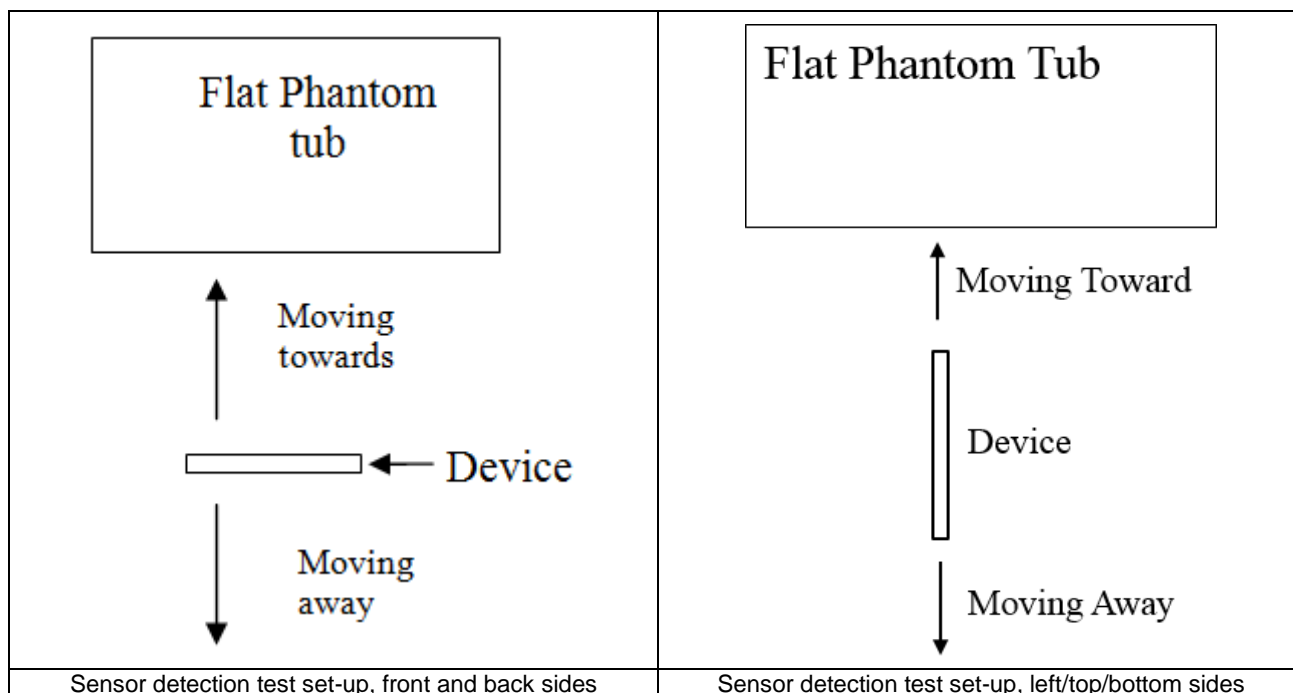 Flat Phantom
tub
Moving
towards
Device
Moving
away
Sensor detection test set-up, front and back sides
Flat Phantom Tub
Moving Toward
Device
Moving Away
Sensor detection test set-up, left/top/bottom sides